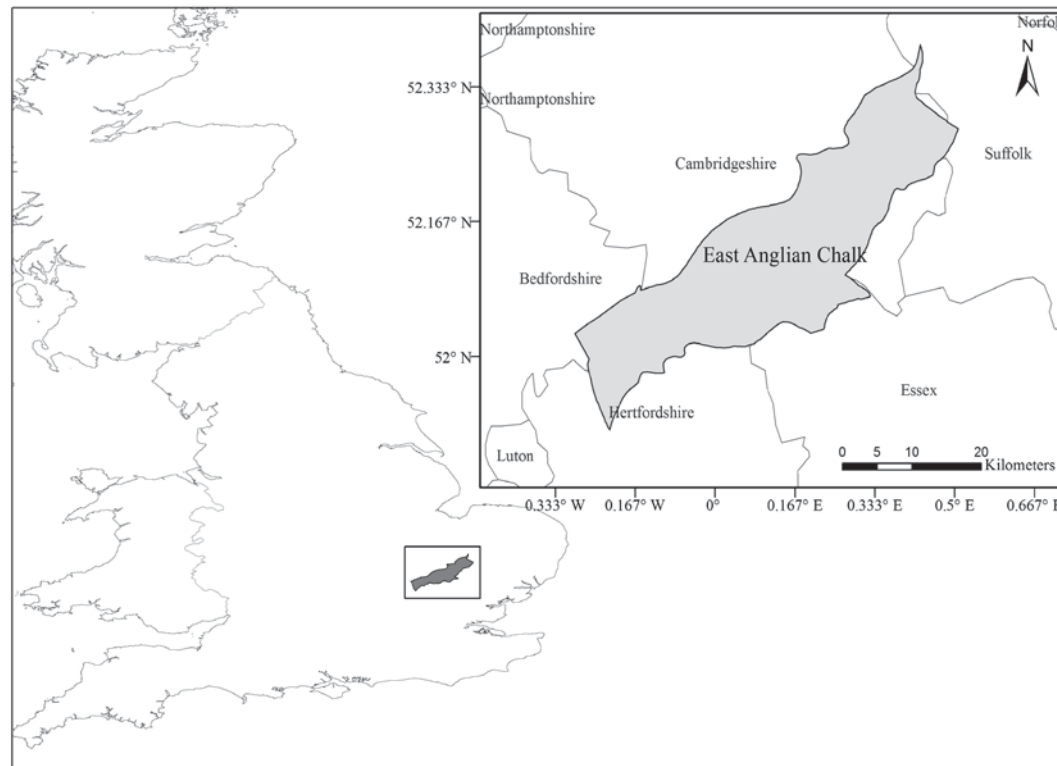 Northamptonshire
Norfol
N
52.333° N
Northamptonshire
Cambridgeshire
Suffolk
52.167° N
East Anglian Chalk
Bedfordshire
52° N
Essex
Hertfordshire
Luton
0 5 10 20
Kilometers
0.333° W 0.167° W 0° 0.167° E 0.333° E 0.5° E 0.667° E